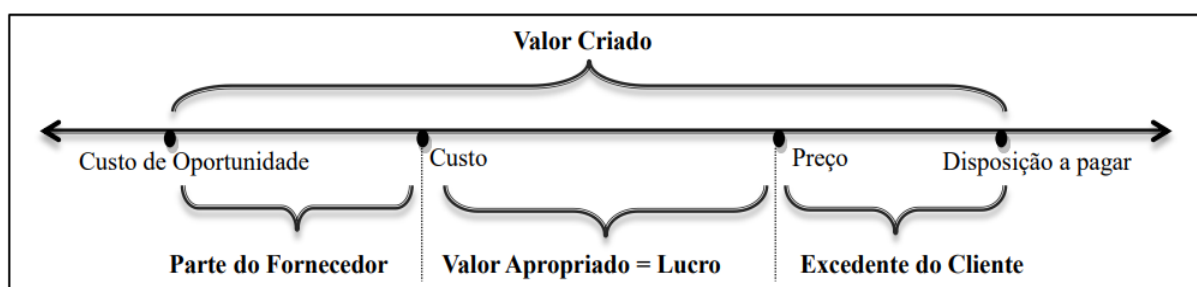 Valor Criado
Custo de Oportunidade Custo Preço Disposição a pagar
Parte do Fornecedor Valor Apropriado = Lucro Excedente do Cliente